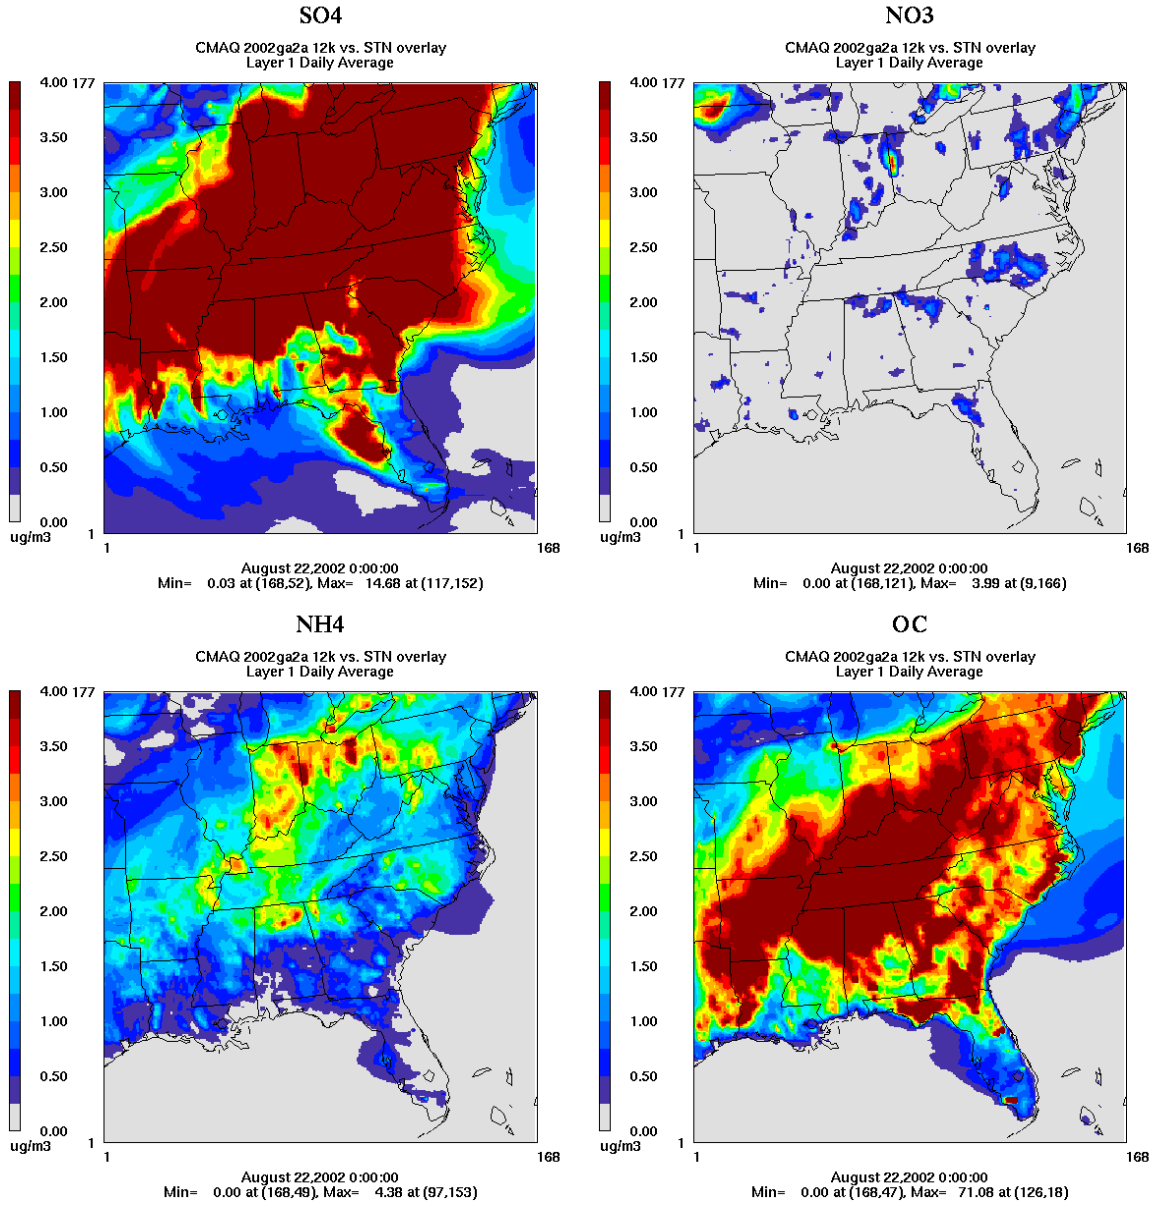 SO4
CMAQ 2002ga2a 12k vs. STN overlay
Layer 1 Daily Average
4.00 177
3.50
3.00
2.50
2.00
1.50
1.00
0.50
0.00
ug/m3
1
1 168
August 22,2002 0:00:00
Min= 0.03 at (168,52), Max= 14.68 at (117,152)
NO3
CMAQ 2002ga2a 12k vs. STN overlay
Layer 1 Daily Average
4.00 177
3.50
3.00
2.50
2.00
1.50
1.00
0.50
0.00
ug/m3
1
1 168
August 22,2002 0:00:00
Min= 0.00 at (168,121), Max= 3.99 at (9,166)
NH4
CMAQ 2002ga2a 12k vs. STN overlay
Layer 1 Daily Average
4.00 177
3.50
3.00
2.50
2.00
1.50
1.00
0.50
0.00
ug/m3
1
1 168
August 22,2002 0:00:00
Min= 0.00 at (168,49), Max= 4.38 at (97,153)
OC
CMAQ 2002ga2a 12k vs. STN overlay
Layer 1 Daily Average
4.00 177
3.50
3.00
2.50
2.00
1.50
1.00
0.50
0.00
ug/m3
1
1 168
August 22,2002 0:00:00
Min= 0.00 at (168,47), Max= 71.08 at (126,18)